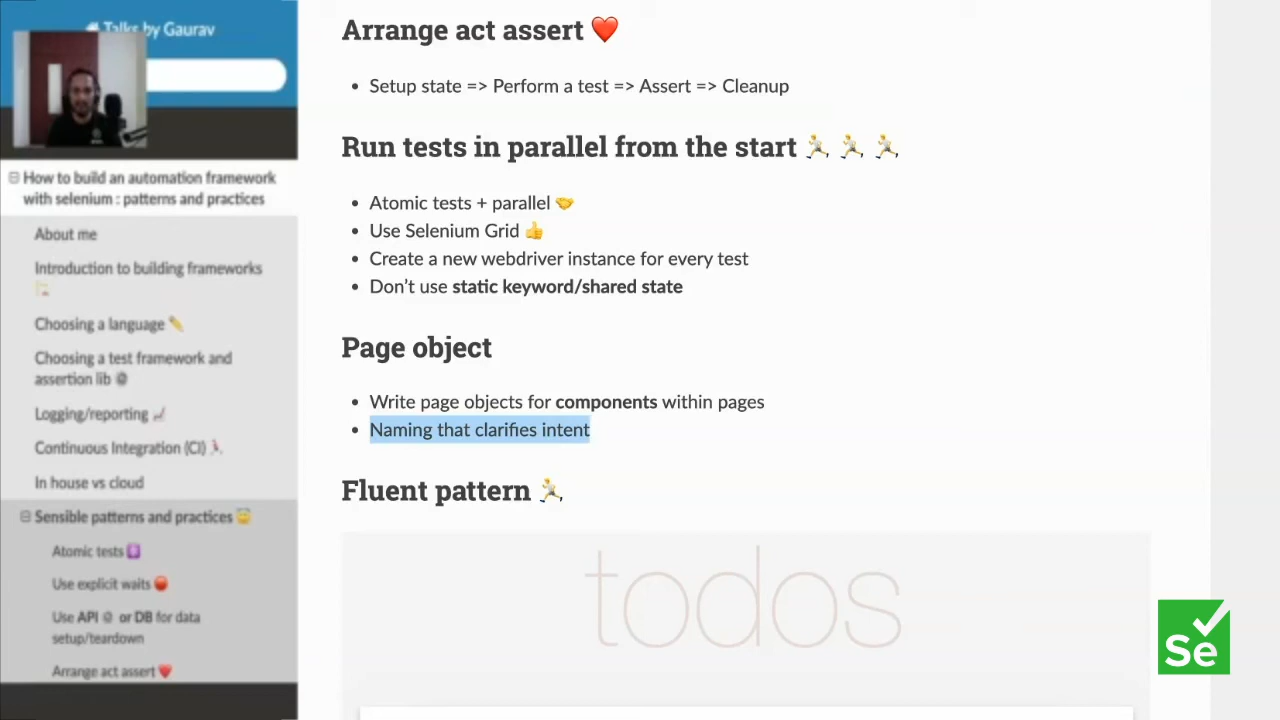 Talks by Gaurav
How to build an automation framework
with selenium : patterns and practices
About me
Introduction to building frameworks
Choosing a language
Choosing a test framework and
assertion lib
Logging/reporting
Continuous Integration (CI)
In house vs cloud
Sensible patterns and practices
Atomic tests
Use explicit waits
Use API or DB for data
setup/teardown
Arrange act assert
Arrange act assert ❤️
• Setup state => Perform a test => Assert => Cleanup
Run tests in parallel from the start 🏃 🏃 🏃
• Atomic tests + parallel 🤝
• Use Selenium Grid 👍
• Create a new webdriver instance for every test
• Don't use static keyword/shared state
Page object
• Write page objects for components within pages
• Naming that clarifies intent
Fluent pattern 🏃
todos
Se